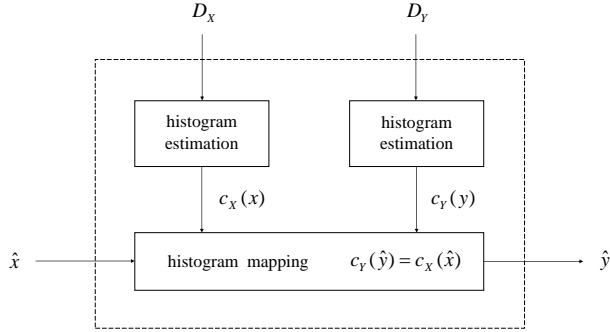 D_X D_Y
histogram estimation histogram estimation
c_X(x) c_Y(y)
x̂ histogram mapping c_Y(ŷ) = c_X(x̂) ŷ